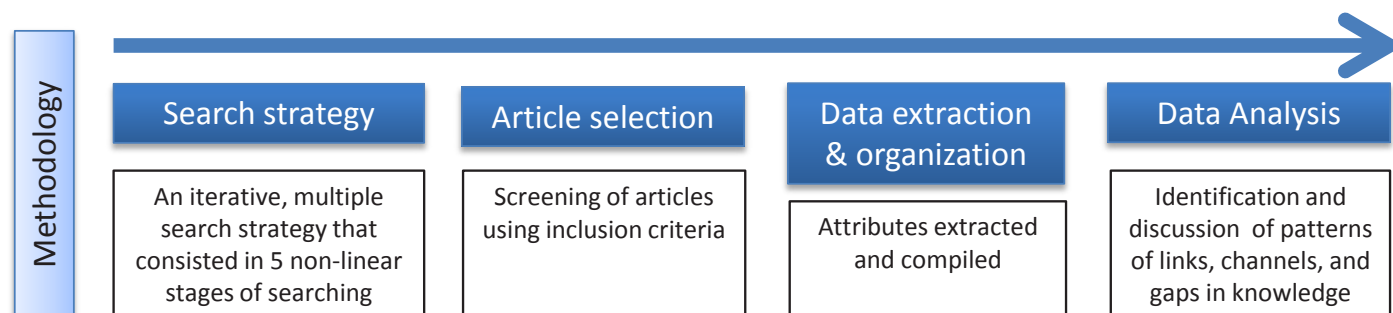 Methodology
Search strategy
An iterative, multiple
search strategy that
consisted in 5 non-linear
stages of searching
Article selection
Screening of articles
using inclusion criteria
Data extraction
& organization
Attributes extracted
and compiled
Data Analysis
Identification and
discussion of patterns
of links, channels, and
gaps in knowledge